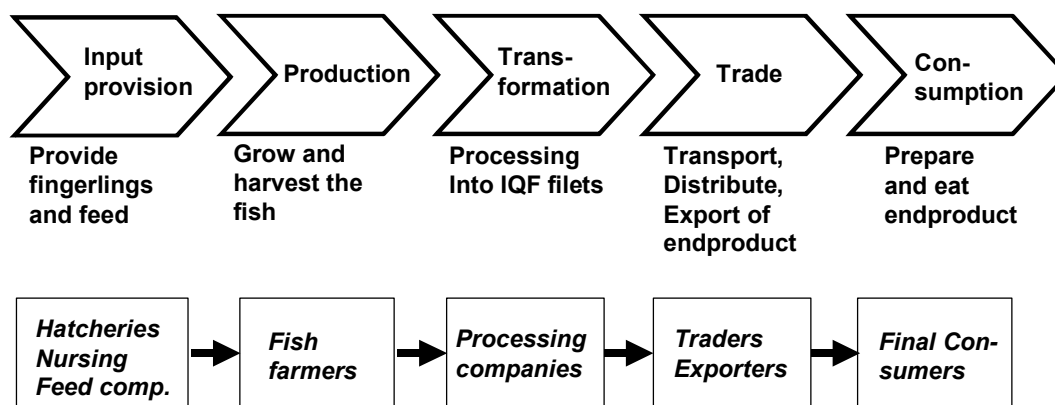 Input
provision
Production
Trans-
formation
Trade
Con-
sumption
Provide
fingerlings
and feed
Grow and
harvest the
fish
Processing
Into IQF filets
Transport,
Distribute,
Export of
endproduct
Prepare
and eat
endproduct
Hatcheries
Nursing
Feed comp.
Fish
farmers
Processing
companies
Traders
Exporters
Final Con-
sumers